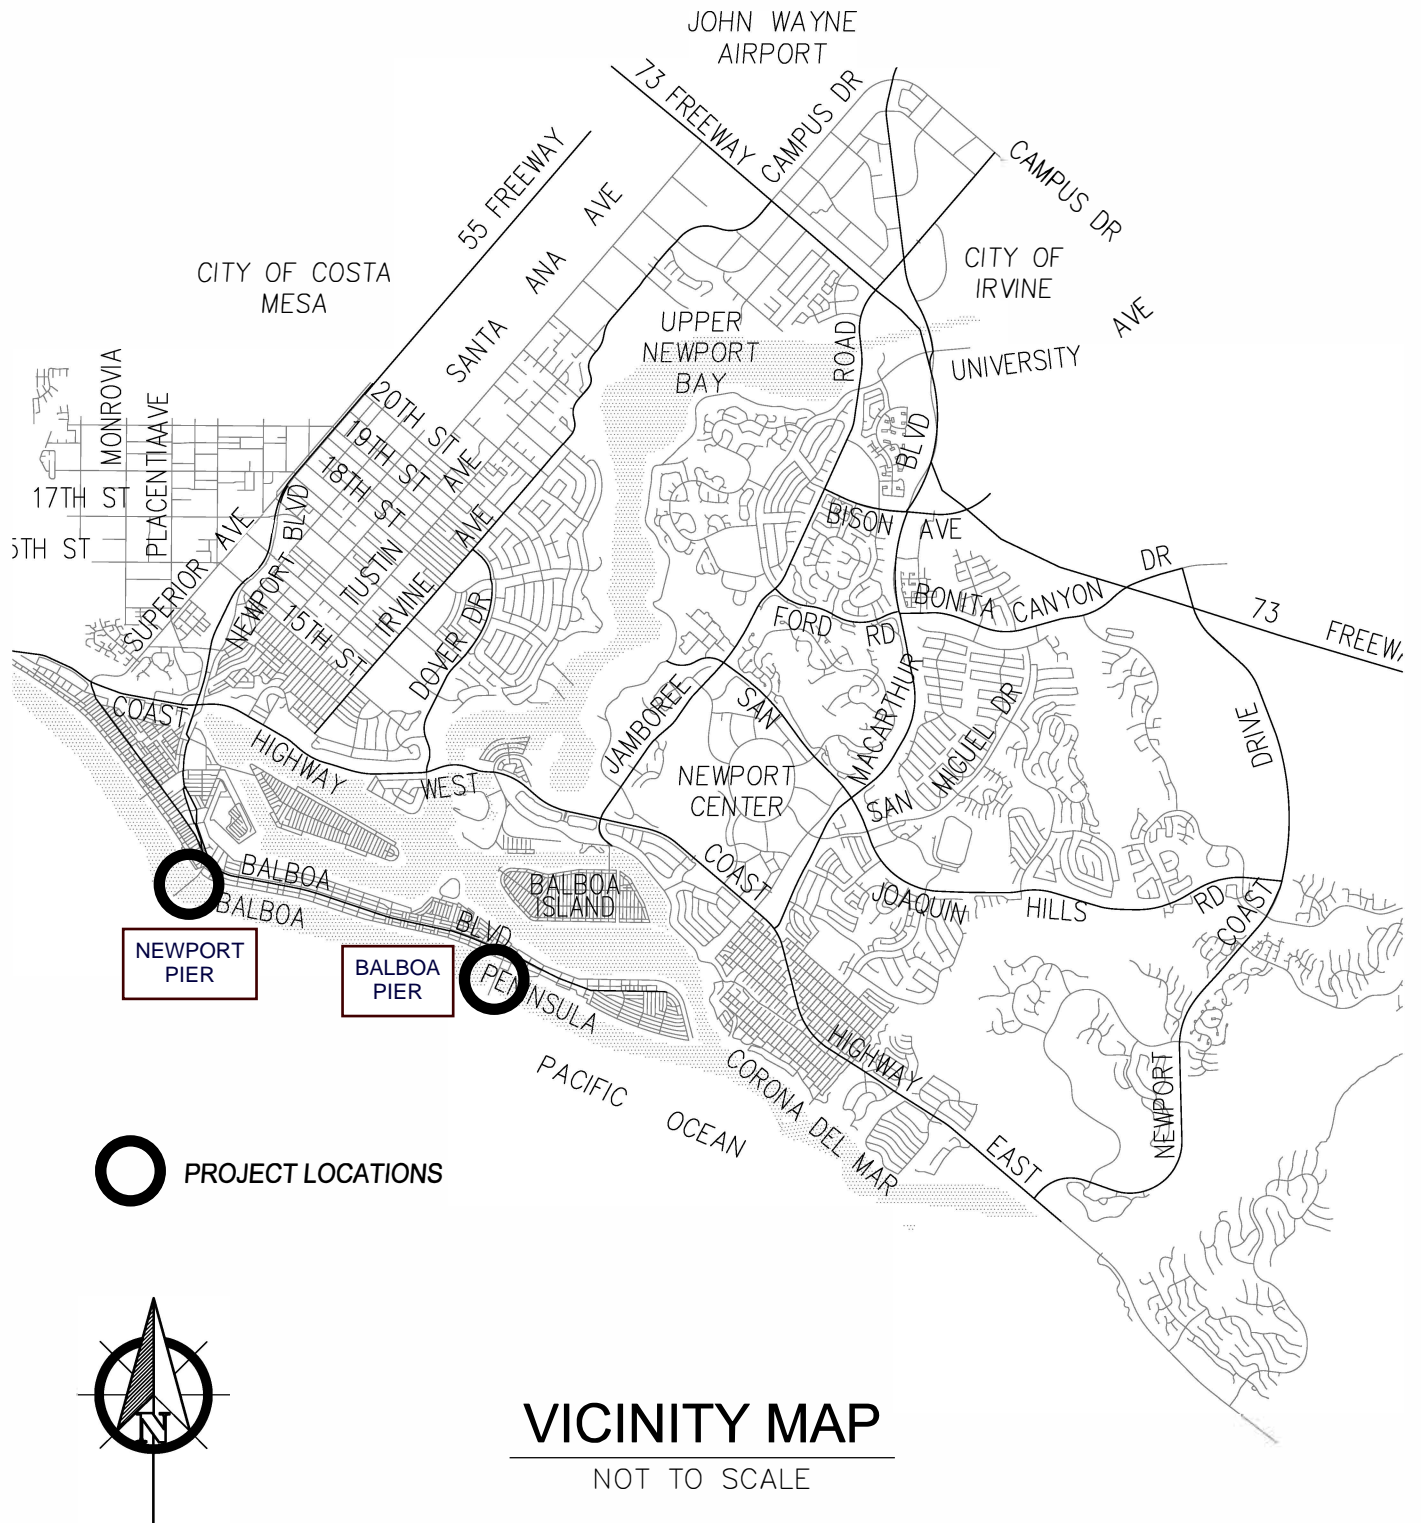 JOHN WAYNE
AIRPORT
73 FREEWAY
CAMPUS DR
CAMPUS DR
55 FREEWAY
SANTA ANA AVE
CITY OF COSTA
MESA
CITY OF
IRVINE
UPPER
NEWPORT
BAY
ROAD
UNIVERSITY AVE
MONROVIA
PLACENTIAAVE
20TH ST
19TH ST
18TH ST
17TH ST
5TH ST
SUPERIOR AVE
NEWPORT BLVD
15TH ST
TUSTIN AVE
IRVINE AVE
DOVER DR
BLVD
BISON AVE
BONITA CANYON DR
FORD RD
73 FREEWA
COAST
HIGHWAY
WEST
JAMBOREE
SAN
MACARTHUR
SAN MIGUEL DR
DRIVE
NEWPORT
CENTER
COAST
JOAQUIN
HILLS
RD
COAST
BALBOA
BALBOA
BLVD
BALBOA
ISLAND
NEWPORT
PIER
BALBOA
PIER
PENINSULA
PACIFIC OCEAN
CORONA DEL MAR
HIGHWAY
EAST
NEWPORT
PROJECT LOCATIONS
N
VICINITY MAP
NOT TO SCALE